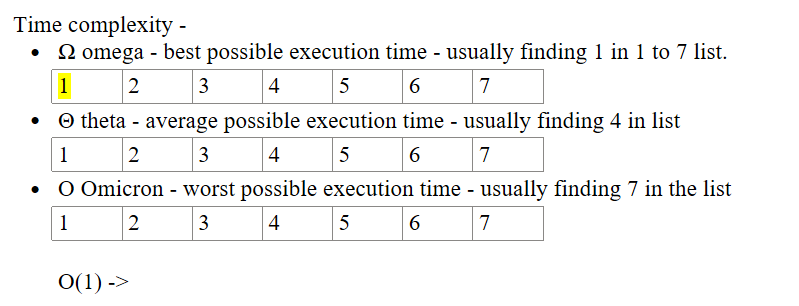 Time complexity -
• Ω omega - best possible execution time - usually finding 1 in 1 to 7 list.
1 2 3 4 5 6 7
• Θ theta - average possible execution time - usually finding 4 in list
1 2 3 4 5 6 7
• O Omicron - worst possible execution time - usually finding 7 in the list
1 2 3 4 5 6 7
O(1) ->